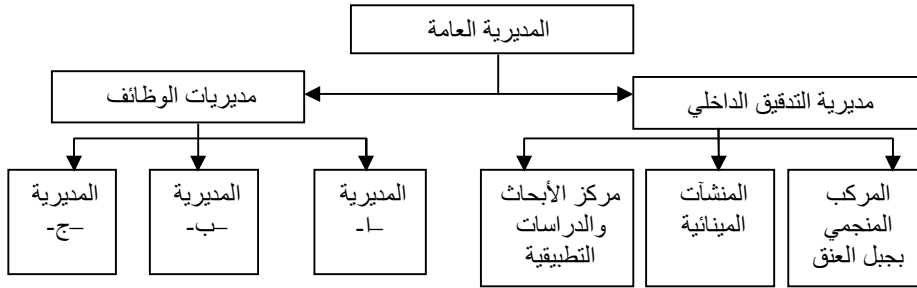 المديرية العامة
مديرية التدقيق الداخلي
مديريات الوظائف
المركب
المنجمي
بجبل العنق
المنشآت
المينائية
مركز الأبحاث
والدراسات
التطبيقية
المديرية
–ا-
المديرية
–ب-
المديرية
–ج-